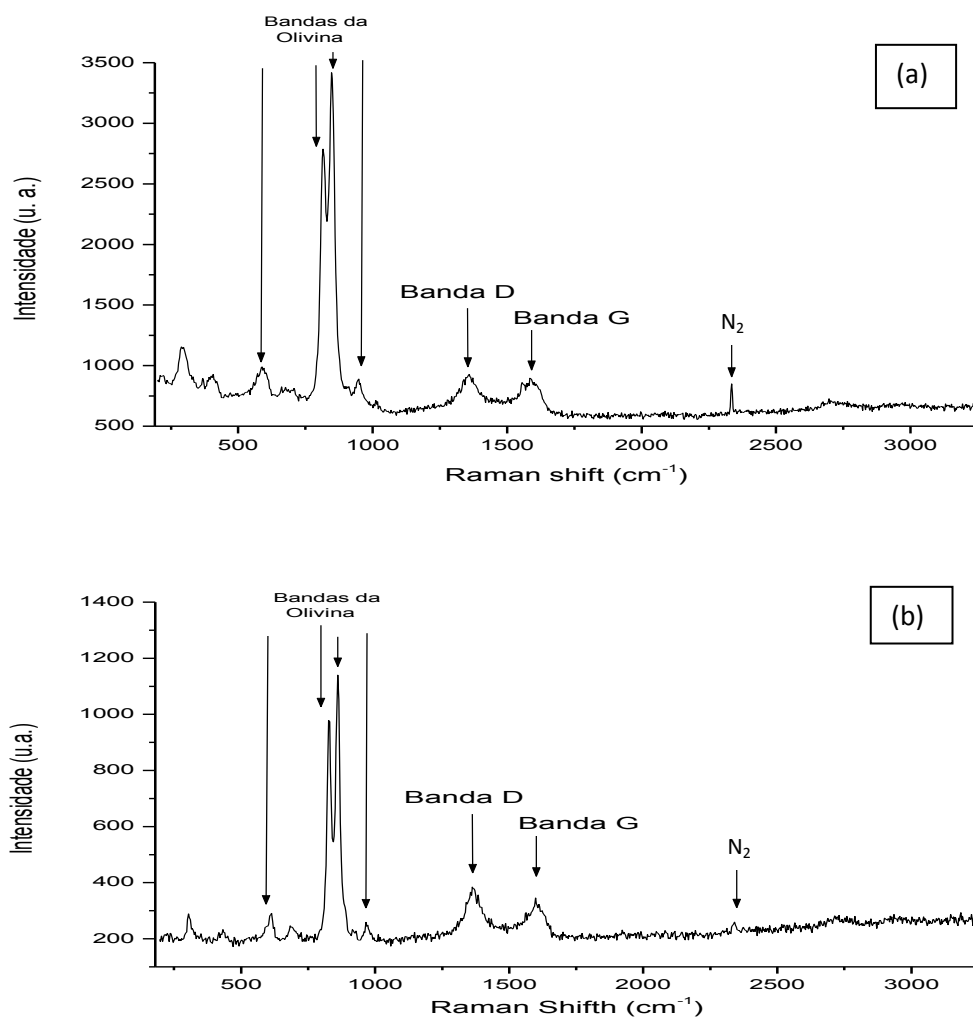 Bandas da
Olivina
(a)
3500
3000
2500
2000
1500
1000
500
Intensidade (u. a.)
Banda D
Banda G
N2
500 1000 1500 2000 2500 3000
Raman shift (cm-1)
Bandas da
Olivina
(b)
1400
1200
1000
800
600
400
200
Intensidade (u.a.)
Banda D
Banda G
N2
500 1000 1500 2000 2500 3000
Raman Shifth (cm-1)